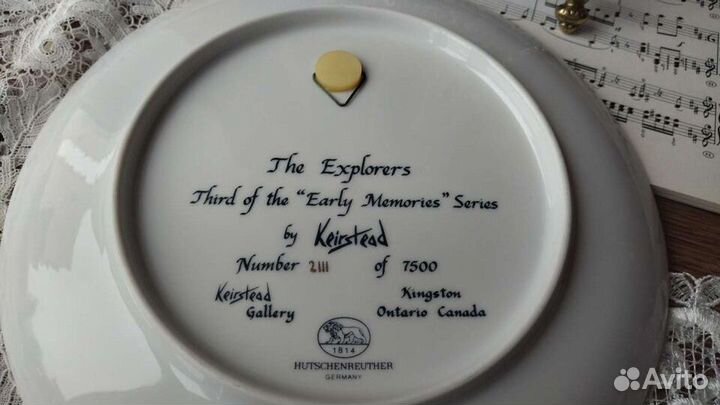 The Explorers
Third of the "Early Memories" Series
by Keirstead
Number 2111 of 7500
Keirstead Gallery
Kingston Ontario Canada
1814
HUTSCHENREUTHER
GERMANY
Avito